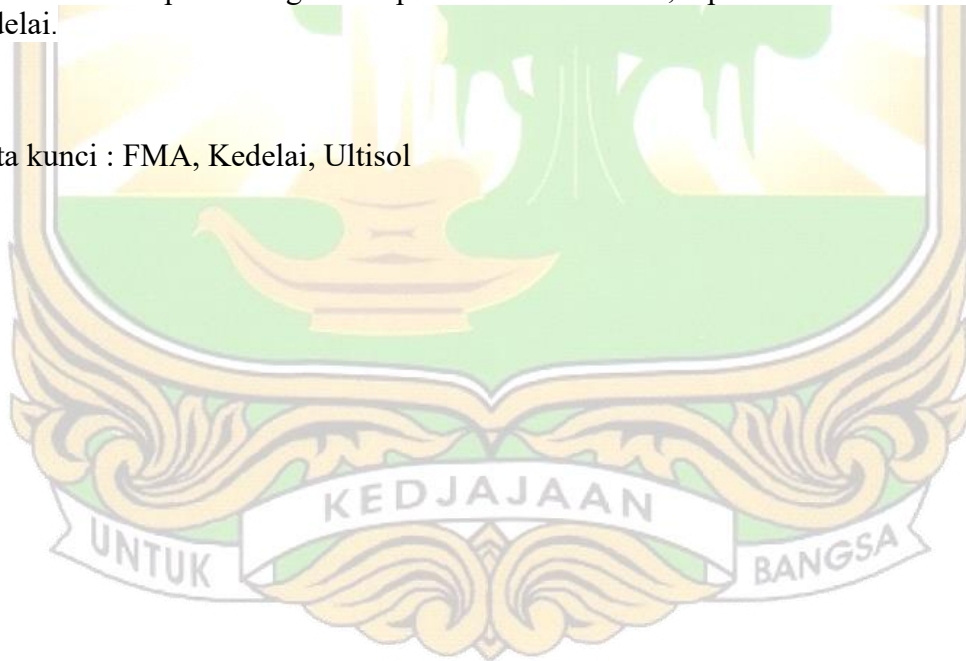 delai.
ta kunci : FMA, Kedelai, Ultisol
UNTUK KEDJAJAAN BANGSA